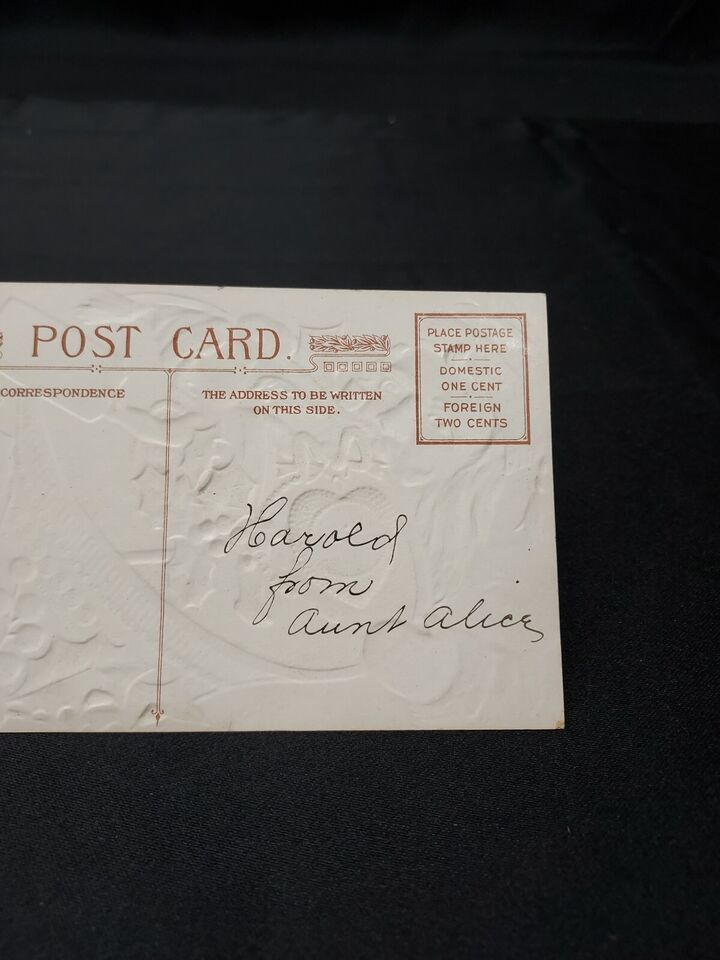 POST CARD.
CORRESPONDENCE
THE ADDRESS TO BE WRITTEN
ON THIS SIDE.
PLACE POSTAGE
STAMP HERE
DOMESTIC
ONE CENT
FOREIGN
TWO CENTS
Harold
from
Aunt Alice